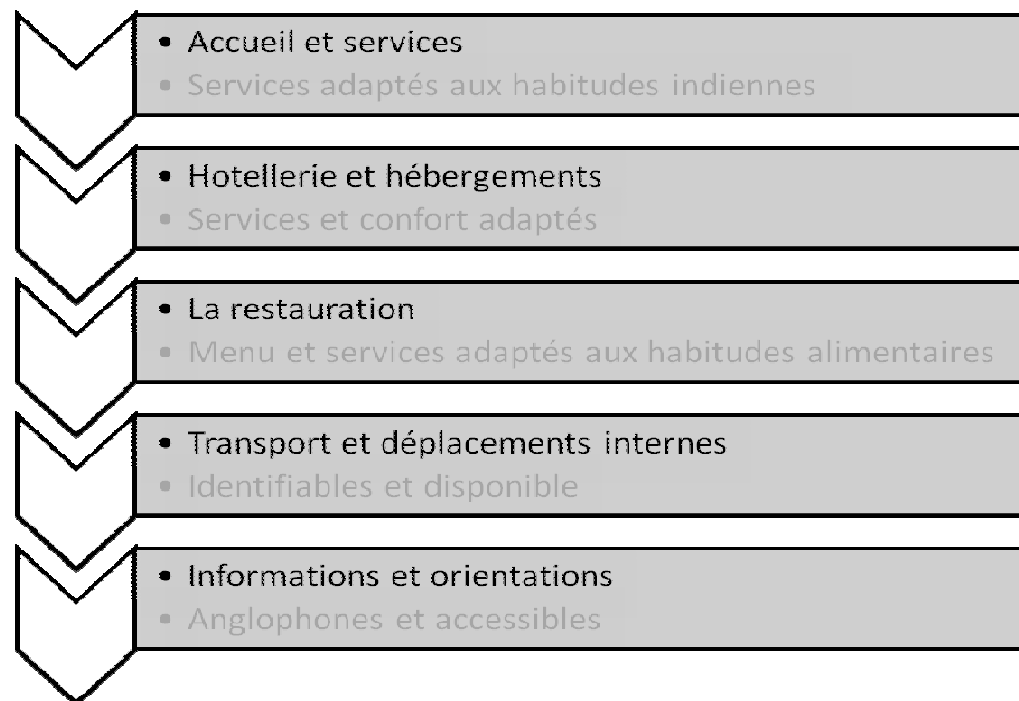 • Accueil et services
• Services adaptés aux habitudes indiennes
• Hotellerie et hébergements
• Services et confort adaptés
• La restauration
• Menu et services adaptés aux habitudes alimentaires
• Transport et déplacements internes
• Identifiables et disponible
• Informations et orientations
• Anglophones et accessibles